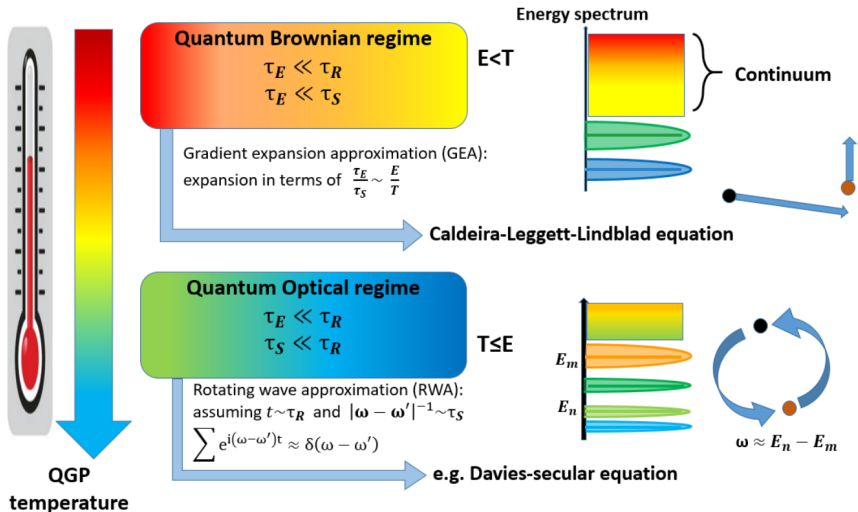 Quantum Brownian regime
τ_E ≪ τ_R
τ_E ≪ τ_S
E<T
Energy spectrum
Continuum
Gradient expansion approximation (GEA):
expansion in terms of τ_E/τ_S ~ E/T
Caldeira-Leggett-Lindblad equation
Quantum Optical regime
τ_E ≪ τ_R
τ_S ≪ τ_R
T≤E
Rotating wave approximation (RWA):
assuming t~τ_R and |ω − ω′|⁻¹~τ_S
∑ e^{i(ω−ω′)t} ≈ δ(ω − ω′)
e.g. Davies-secular equation
E_m
E_n
ω ≈ E_n − E_m
QGP
temperature